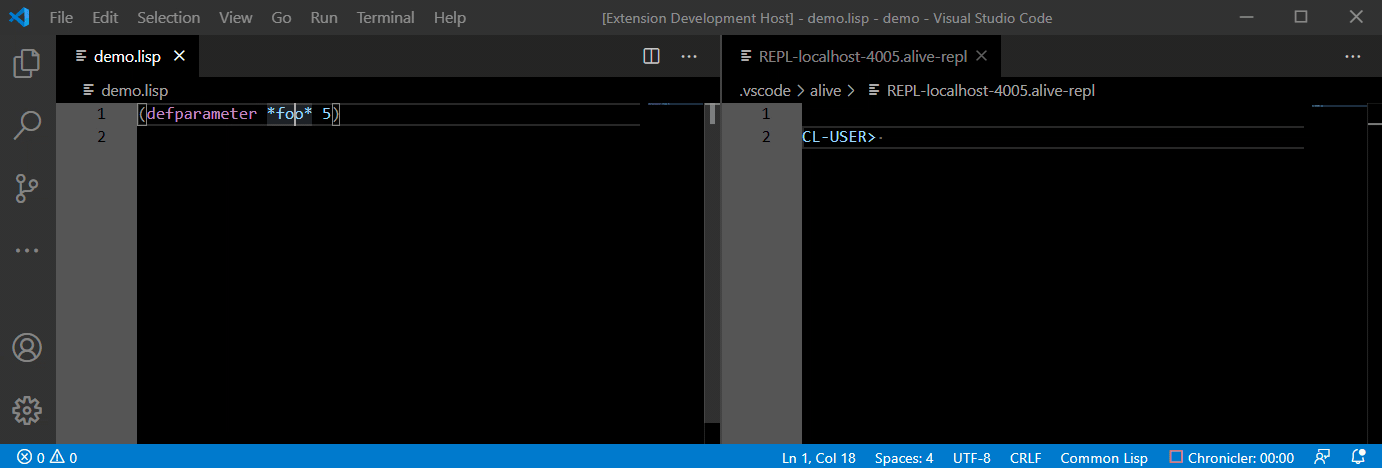 File Edit Selection View Go Run Terminal Help [Extension Development Host] - demo.lisp - demo - Visual Studio Code
demo.lisp
REPL-localhost-4005.alive-repl
demo.lisp
.vscode > alive > REPL-localhost-4005.alive-repl
1 (defparameter *foo* 5)
2
1
2 CL-USER>
0 0 Ln 1, Col 18 Spaces: 4 UTF-8 CRLF Common Lisp Chronicler: 00:00